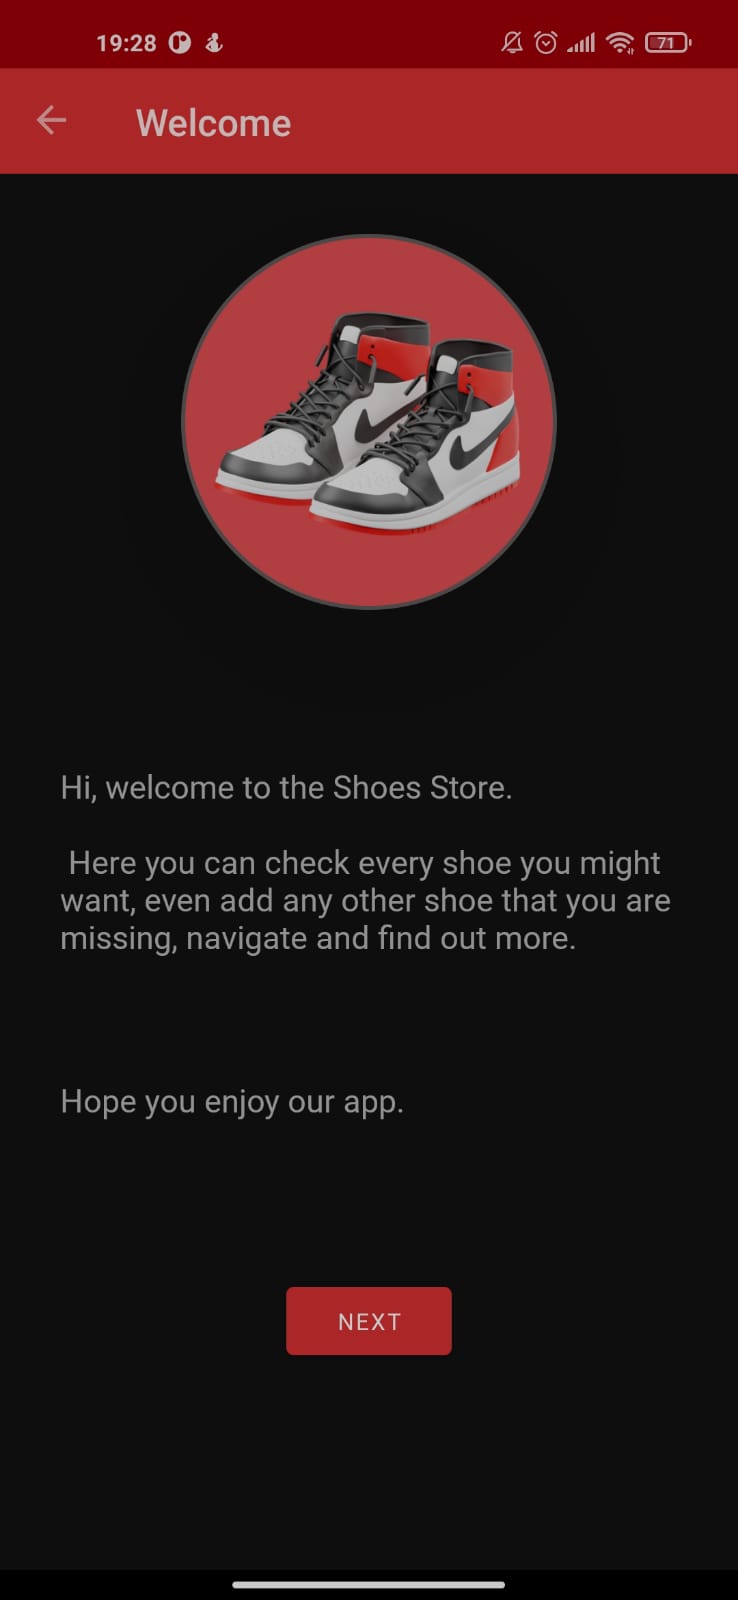 19:28
71
Welcome
Hi, welcome to the Shoes Store.
Here you can check every shoe you might
want, even add any other shoe that you are
missing, navigate and find out more.
Hope you enjoy our app.
NEXT